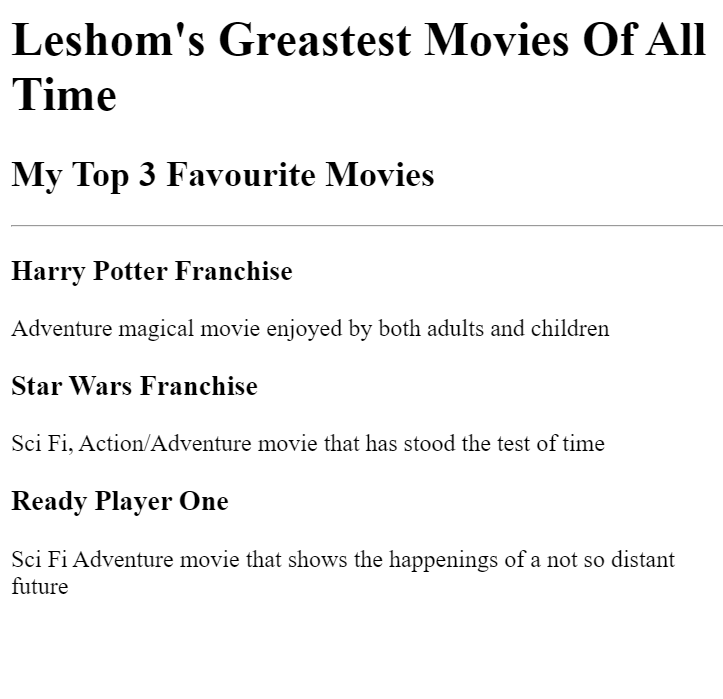 Leshom's Greastest Movies Of All
Time
My Top 3 Favourite Movies
Harry Potter Franchise
Adventure magical movie enjoyed by both adults and children
Star Wars Franchise
Sci Fi, Action/Adventure movie that has stood the test of time
Ready Player One
Sci Fi Adventure movie that shows the happenings of a not so distant
future